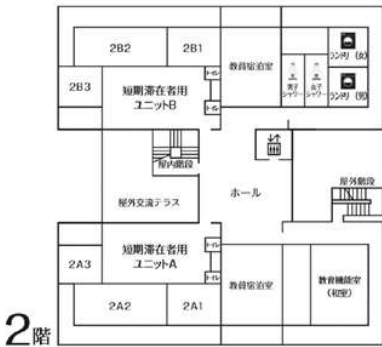 2B2
2B1
トイレ
教員宿泊室
ランドリ (女)
男子
シャワー
女子
シャワー
ランドリ (男)
2B3
短期滞在者用
ユニットB
トイレ
屋内階段
屋外階段
ホール
屋外交流テラス
トイレ
2A3
短期滞在者用
ユニットA
トイレ
教員宿泊室
教育機能室
(和室)
2A2
2A1
2階